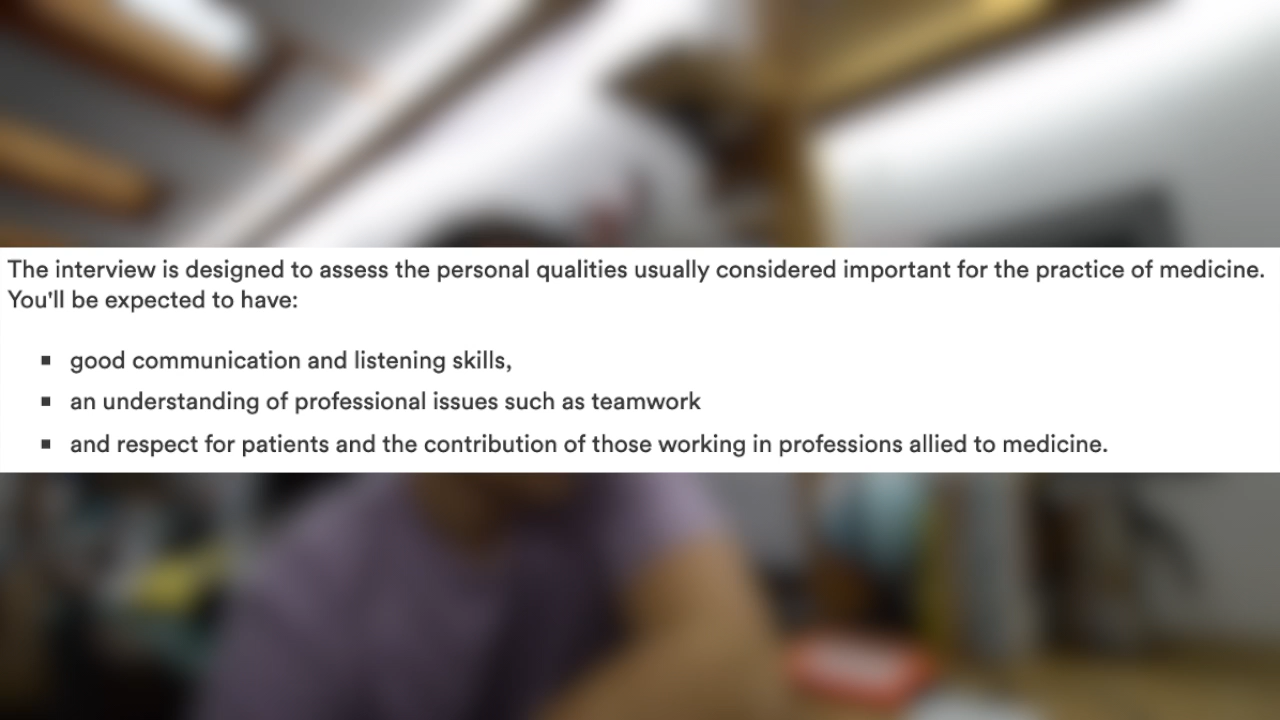 The interview is designed to assess the personal qualities usually considered important for the practice of medicine.
You'll be expected to have:
▪ good communication and listening skills,
▪ an understanding of professional issues such as teamwork
▪ and respect for patients and the contribution of those working in professions allied to medicine.